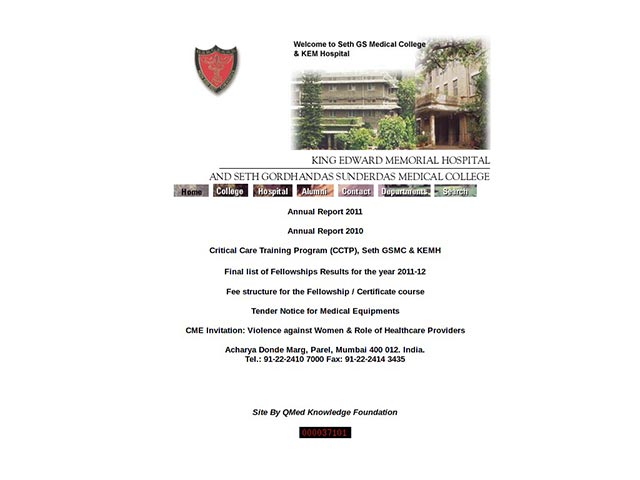 Welcome to Seth GS Medical College
& KEM Hospital
KING EDWARD MEMORIAL HOSPITAL
AND SETH GORDHANDAS SUNDERDAS MEDICAL COLLEGE
Home College Hospital Alumni Contact Departments Search
Annual Report 2011
Annual Report 2010
Critical Care Training Program (CCTP), Seth GSMC & KEMH
Final list of Fellowships Results for the year 2011-12
Fee structure for the Fellowship / Certificate course
Tender Notice for Medical Equipments
CME Invitation: Violence against Women & Role of Healthcare Providers
Acharya Donde Marg, Parel, Mumbai 400 012. India.
Tel.: 91-22-2410 7000 Fax: 91-22-2414 3435
Site By QMed Knowledge Foundation
000037101